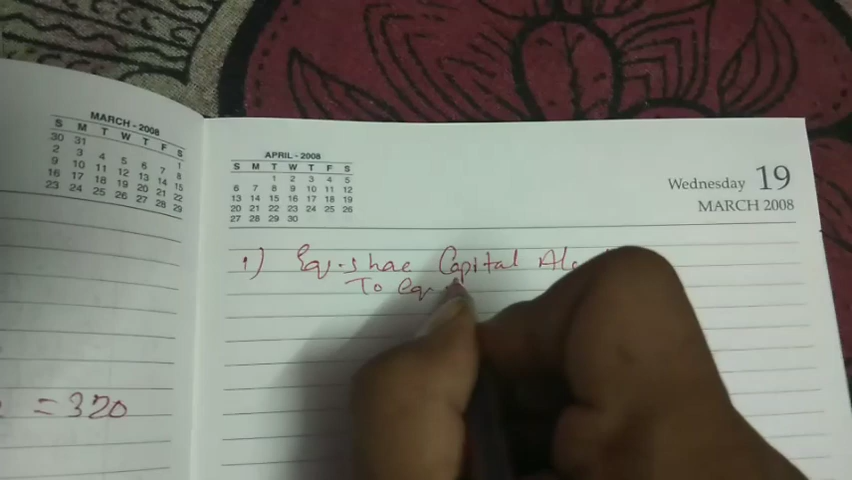 MARCH - 2008
S M T W T F S
30 31 1
2 3 4 5 6 7 8
9 10 11 12 13 14 15
16 17 18 19 20 21 22
23 24 25 26 27 28 29
= 320
APRIL - 2008
S M T W T F S
1 2 3 4 5
6 7 8 9 10 11 12
13 14 15 16 17 18 19
20 21 22 23 24 25 26
27 28 29 30
Wednesday 19
MARCH 2008
1) Eq. shae Capital
To eq